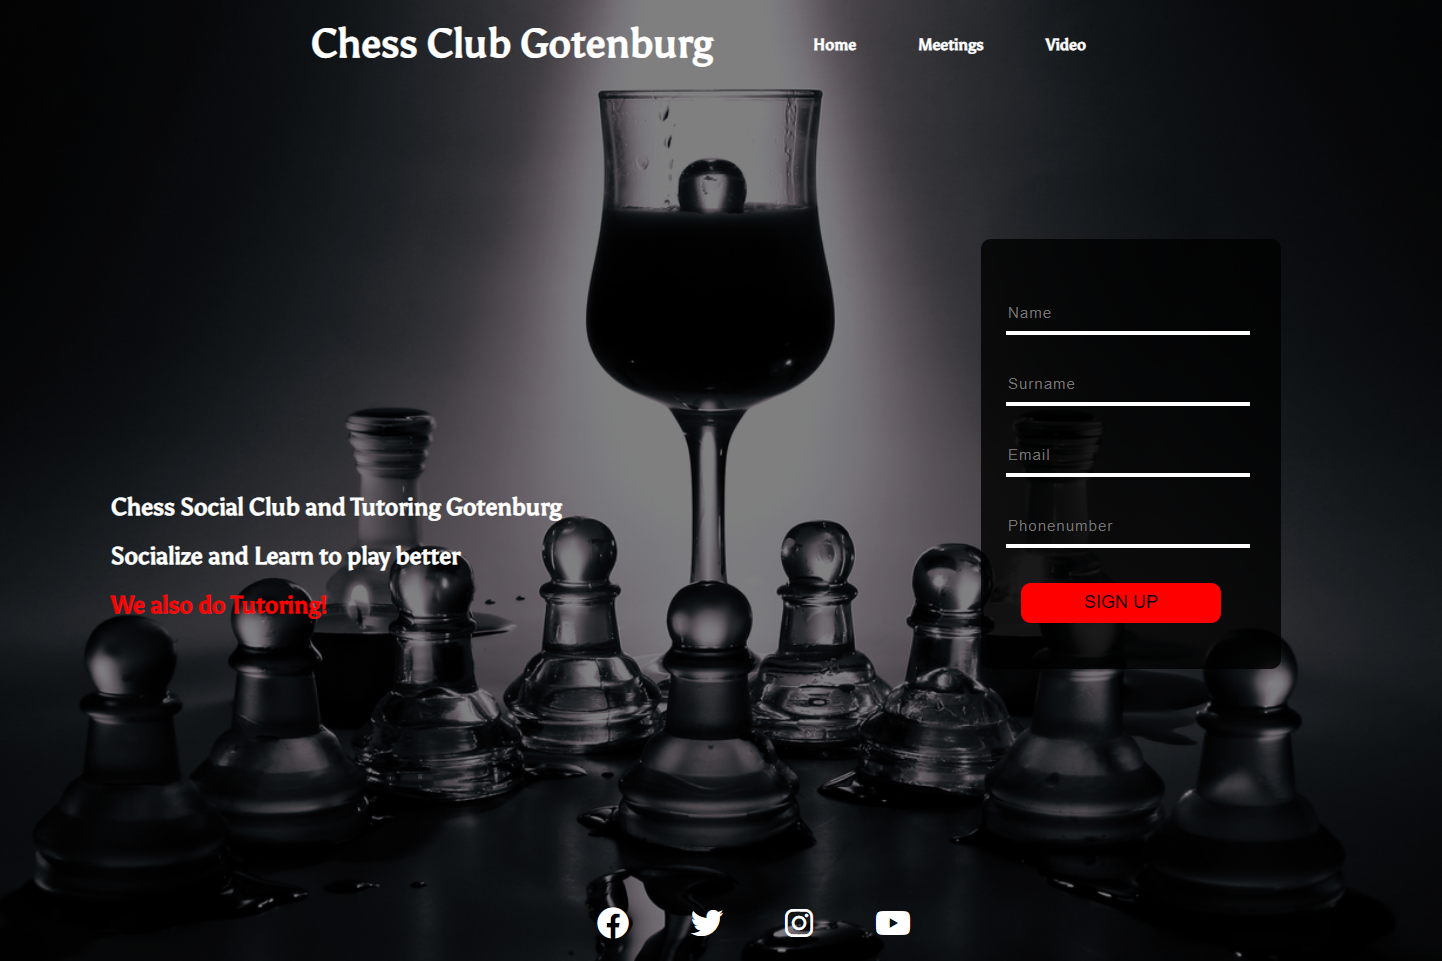 Chess Club Gotenburg
Home Meetings Video
Name
Surname
Email
Phonenumber
SIGN UP
Chess Social Club and Tutoring Gotenburg
Socialize and Learn to play better
We also do Tutoring!